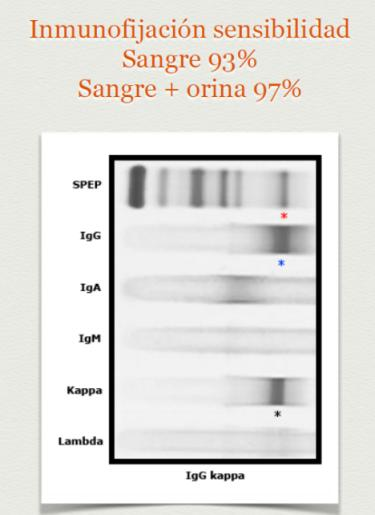 Inmunofijación sensibilidad
Sangre 93%
Sangre + orina 97%
SPEP
*
IgG
*
IgA
IgM
Kappa
*
Lambda
IgG kappa